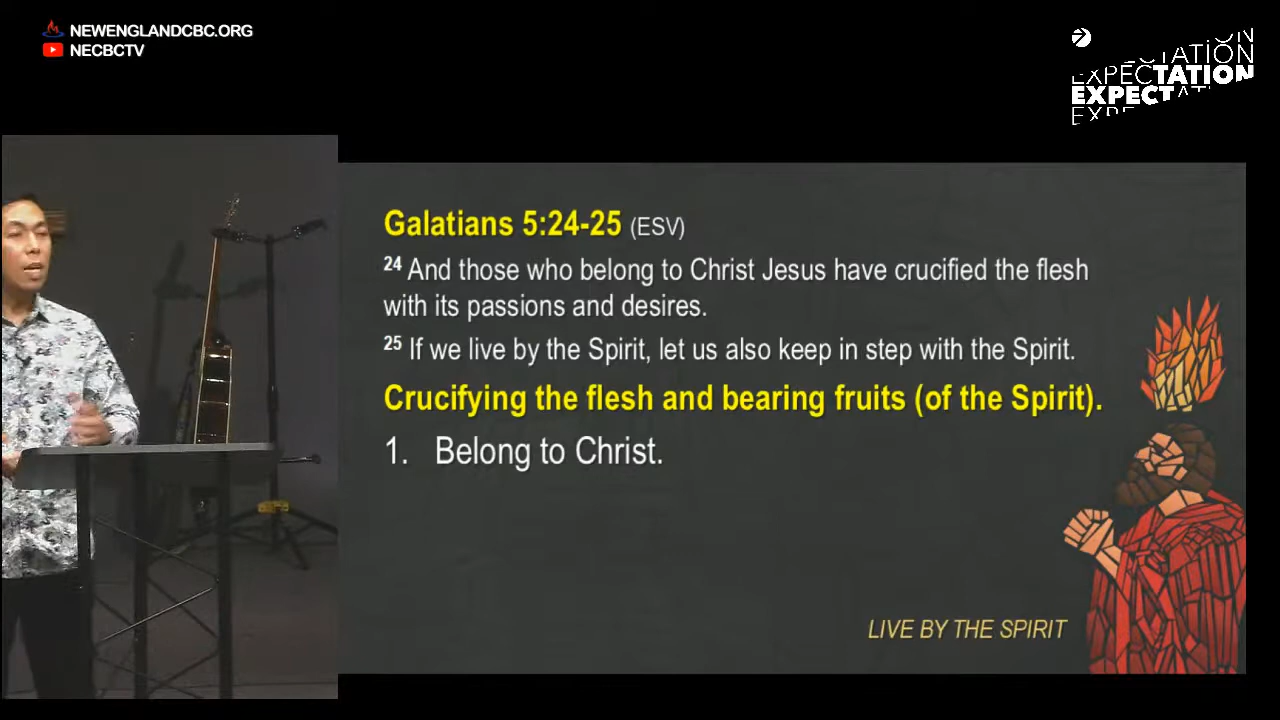 NEWENGLANDCBC.ORG
NECBCTV
EXPECTATION
EXPECTATION
Galatians 5:24-25 (ESV)
24 And those who belong to Christ Jesus have crucified the flesh
with its passions and desires.
25 If we live by the Spirit, let us also keep in step with the Spirit.
Crucifying the flesh and bearing fruits (of the Spirit).
1. Belong to Christ.
LIVE BY THE SPIRIT